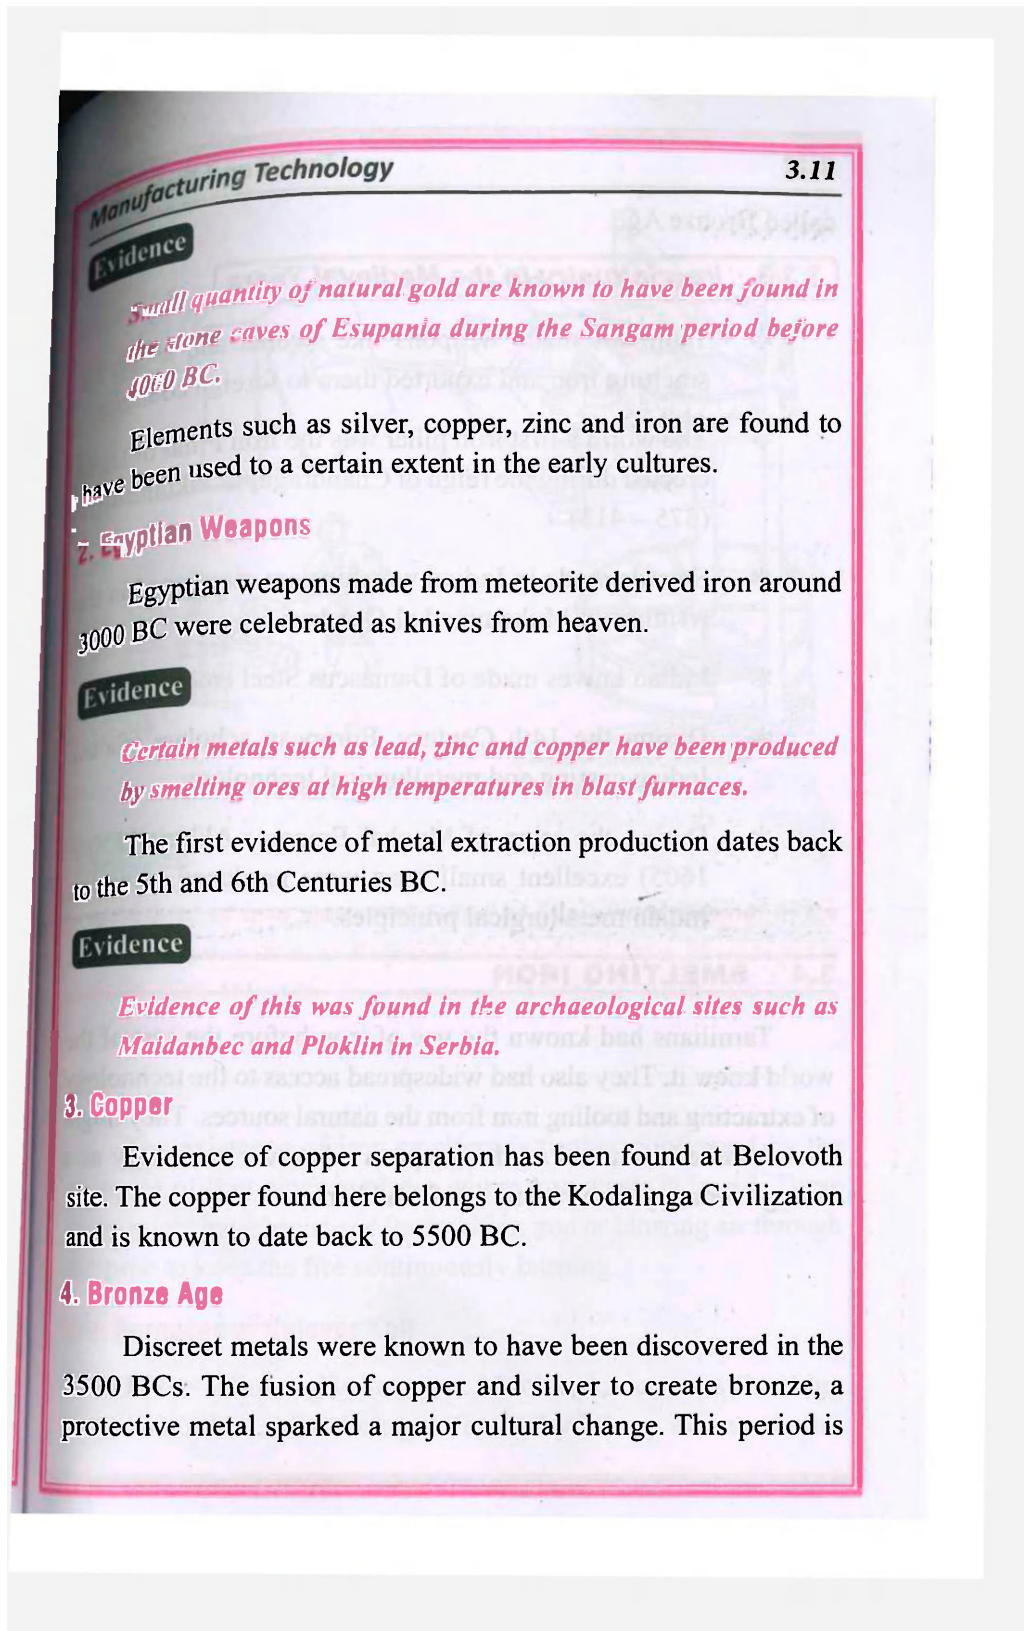 Manufacturing Technology 3.11
Evidence
Small quantity of natural gold are known to have been found in
the stone caves of Esupania during the Sangam period before
4000 BC.
Elements such as silver, copper, zinc and iron are found to
have been used to a certain extent in the early cultures.
2. Egyptian Weapons
Egyptian weapons made from meteorite derived iron around
3000 BC were celebrated as knives from heaven.
Evidence
Certain metals such as lead, zinc and copper have been produced
by smelting ores at high temperatures in blast furnaces.
The first evidence of metal extraction production dates back
to the 5th and 6th Centuries BC.
Evidence
Evidence of this was found in the archaeological sites such as
Maidanbec and Ploklin in Serbia.
3. Copper
Evidence of copper separation has been found at Belovoth
site. The copper found here belongs to the Kodalinga Civilization
and is known to date back to 5500 BC.
4. Bronze Age
Discreet metals were known to have been discovered in the
3500 BCs. The fusion of copper and silver to create bronze, a
protective metal sparked a major cultural change. This period is